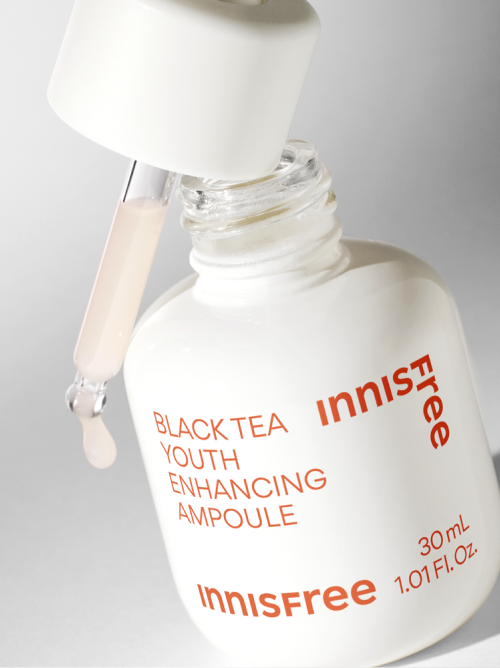 INNISFree
BLACK TEA
YOUTH
ENHANCING
AMPOULE
30 mL
1.01 Fl. Oz.
INNISFree